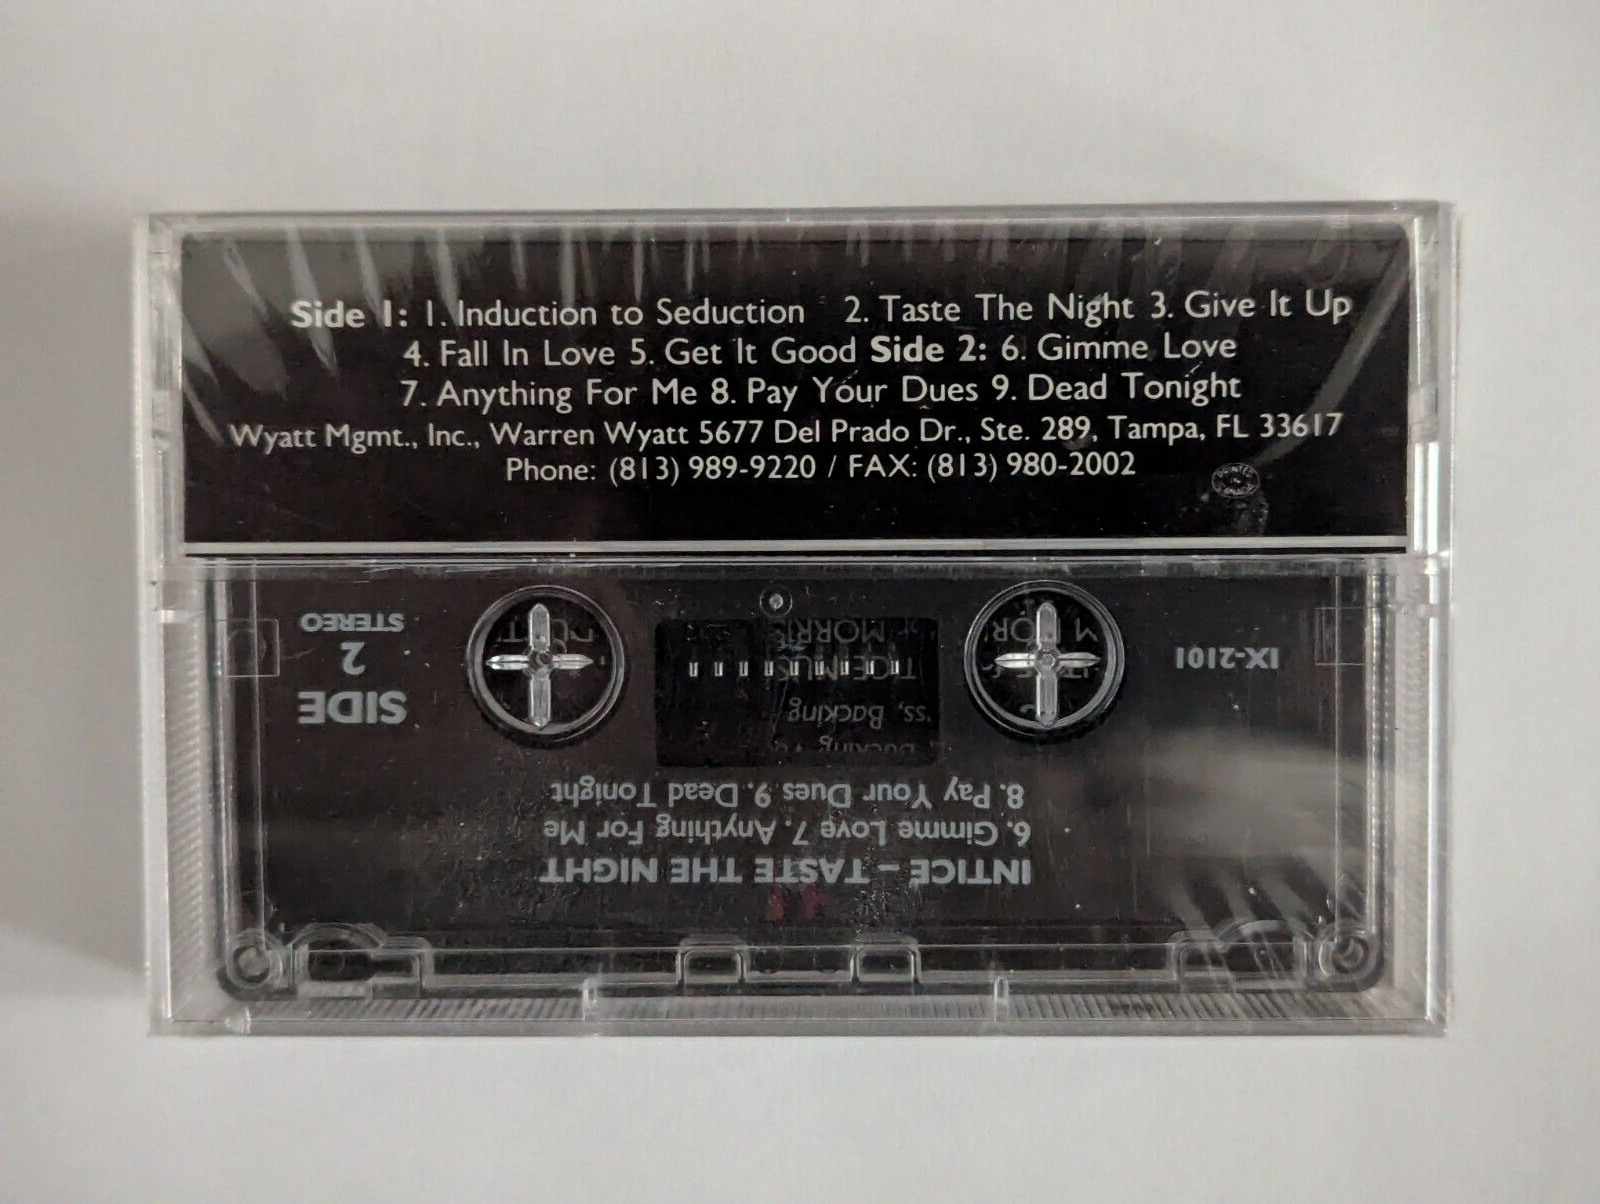 Side 1: 1. Induction to Seduction 2. Taste The Night 3. Give It Up
4. Fall In Love 5. Get It Good Side 2: 6. Gimme Love
7. Anything For Me 8. Pay Your Dues 9. Dead Tonight
Wyatt Mgmt., Inc., Warren Wyatt 5677 Del Prado Dr., Ste. 289, Tampa, FL 33617
Phone: (813) 989-9220 / FAX: (813) 980-2002
PRINTED IN CANADA
INTICE – TASTE THE NIGHT
6. Gimme Love 7. Anything For Me
8. Pay Your Dues 9. Dead Tonight
SIDE
2
STEREO
IX-2101
Backing